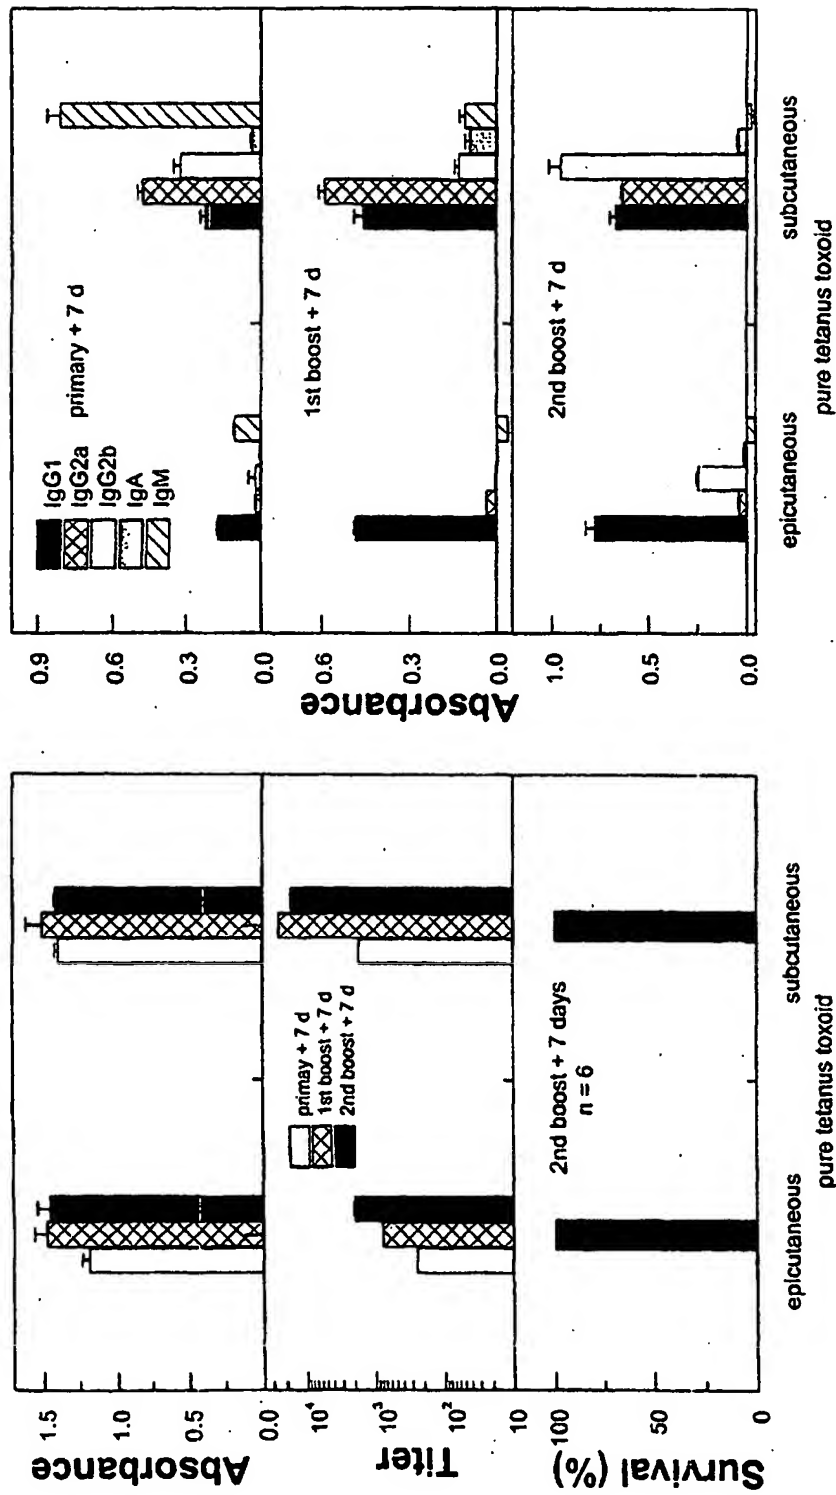 Absorbance
1.5
1.0
0.5
0.0
Titer
10⁴
10³
10²
10
primay + 7 d
1st boost + 7 d
2nd boost + 7 d
Survival (%)
100
50
0
2nd boost + 7 days
n = 6
epicutaneous
subcutaneous
pure tetanus toxoid
Absorbance
0.9
0.6
0.3
0.0
IgG1
IgG2a
IgG2b
IgA
IgM
primary + 7 d
0.6
0.3
0.0
1st boost + 7 d
1.0
0.5
0.0
2nd boost + 7 d
epicutaneous
subcutaneous
pure tetanus toxoid